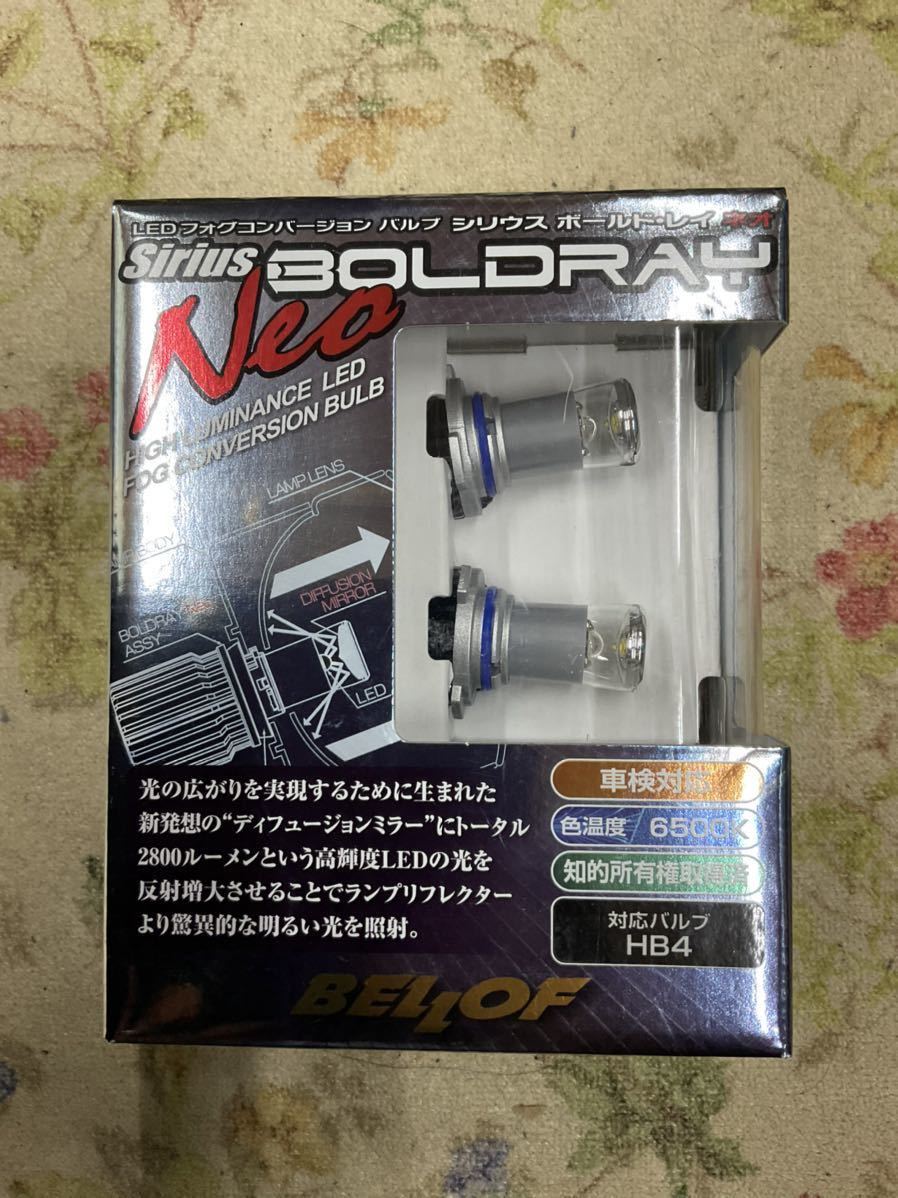 LEDフォグコンバージョン バルブ シリウス ボールド・レイ ネオ
Sirius BOLDRAY
Neo
HIGH LUMINANCE LED
FOG CONVERSION BULB
LAMP LENS
BODY
DIFFUSION
MIRROR
BOLDRAY
ASSY
LED
光の広がりを実現するために生まれた
新発想の“ディフュージョンミラー”にトータル
2800ルーメンという高輝度LEDの光を
反射増大させることでランプリフレクター
より驚異的な明るい光を照射。
車検対応
色温度 6500K
知的所有権取得済
対応バルブ
HB4
BELLOF